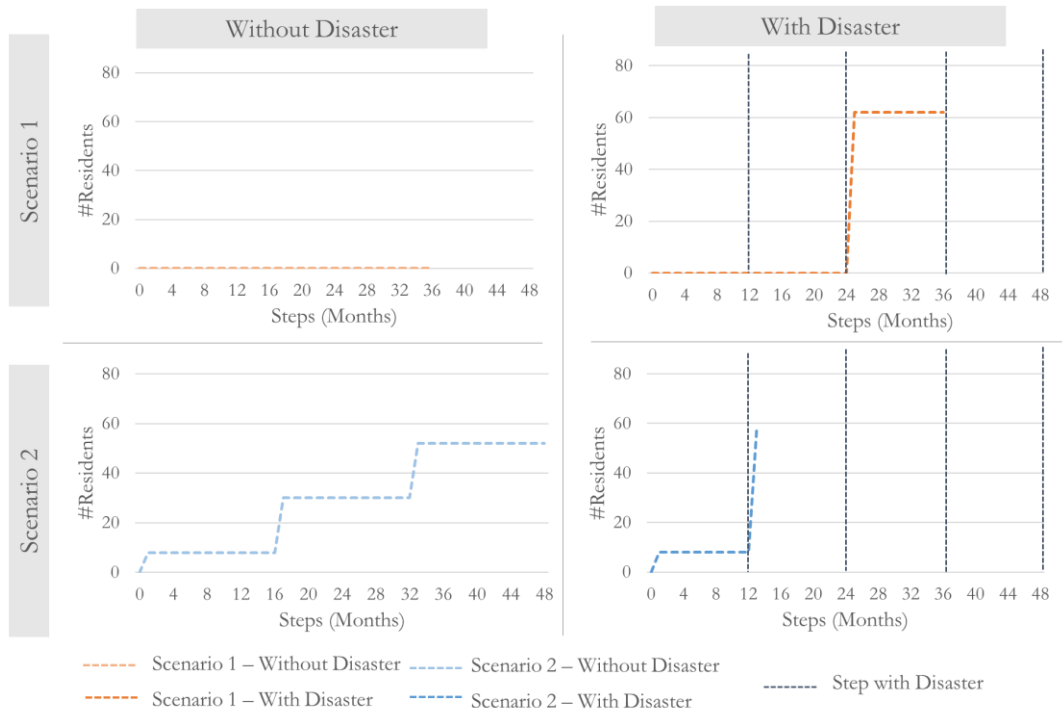 Without Disaster
With Disaster
Scenario 1
#Residents
80
60
40
20
0
0 4 8 12 16 20 24 28 32 36 40 44 48
Steps (Months)
#Residents
80
60
40
20
0
0 4 8 12 16 20 24 28 32 36 40 44 48
Steps (Months)
Scenario 2
#Residents
80
60
40
20
0
0 4 8 12 16 20 24 28 32 36 40 44 48
Steps (Months)
#Residents
80
60
40
20
0
0 4 8 12 16 20 24 28 32 36 40 44 48
Steps (Months)
Scenario 1 – Without Disaster
Scenario 2 – Without Disaster
Step with Disaster
Scenario 1 – With Disaster
Scenario 2 – With Disaster